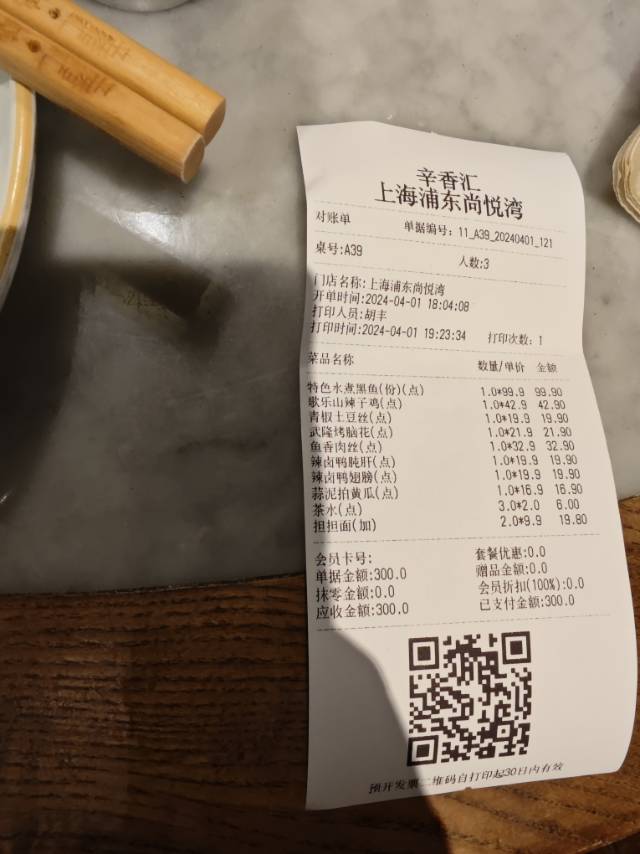 辛香汇
上海浦东尚悦湾
对账单 单据编号: 11_A39_20240401_121
桌号:A39 人数:3
门店名称:上海浦东尚悦湾
开单时间:2024-04-01 18:04:08
打印人员:胡丰
打印时间:2024-04-01 19:23:34 打印次数: 1
菜品名称 数量/单价 金额
特色水煮黑鱼(份)(点) 1.0*99.9 99.90
歌乐山辣子鸡(点) 1.0*42.9 42.90
青椒土豆丝(点) 1.0*19.9 19.90
武隆烤脑花(点) 1.0*21.9 21.90
鱼香肉丝(点) 1.0*32.9 32.90
辣卤鸭肫肝(点) 1.0*19.9 19.90
辣卤鸭翅膀(点) 1.0*19.9 19.90
蒜泥拍黄瓜(点) 1.0*16.9 16.90
茶水(点) 3.0*2.0 6.00
担担面(加) 2.0*9.9 19.80
会员卡号: 套餐优惠:0.0
单据金额:300.0 赠品金额:0.0
抹零金额:0.0 会员折扣(100%):0.0
应收金额:300.0 已支付金额:300.0
预开发票二维码自打印起30日内有效